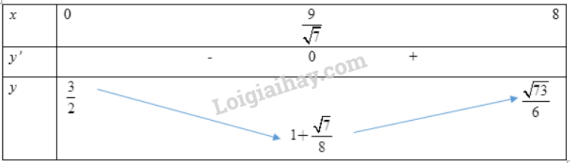 x 0 9/√7 8
y' - 0 +
y 3/2 1+√7/8 √73/6
Loigiaihay.com